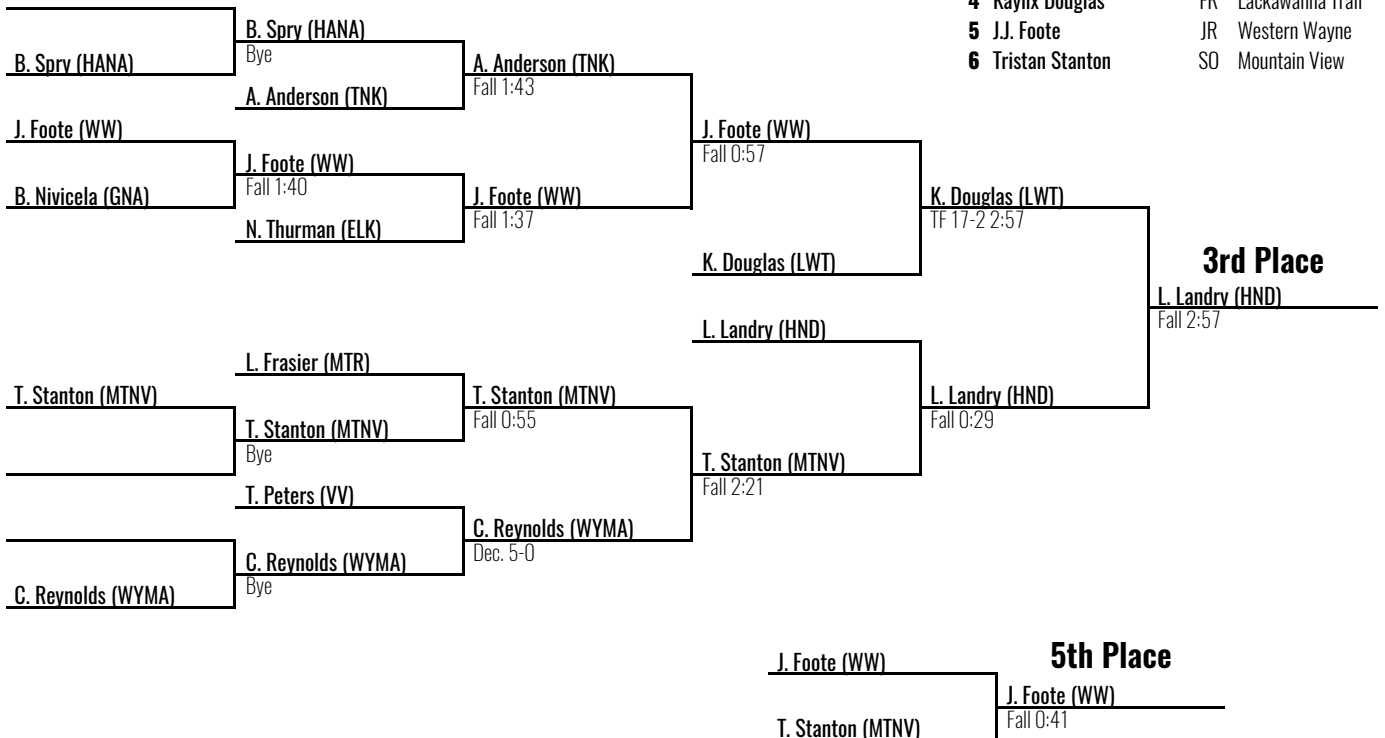 4 Kaylix Douglas FR Lackawanna Trail
5 J.J. Foote JR Western Wayne
6 Tristan Stanton SO Mountain View
B. Spry (HANA)
B. Spry (HANA)
Bye
A. Anderson (TNK)
A. Anderson (TNK)
Fall 1:43
J. Foote (WW)
B. Nivicela (GNA)
J. Foote (WW)
Fall 1:40
N. Thurman (ELK)
J. Foote (WW)
Fall 1:37
J. Foote (WW)
Fall 0:57
K. Douglas (LWT)
K. Douglas (LWT)
TF 17-2 2:57
3rd Place
L. Landry (HND)
Fall 2:57
L. Landry (HND)
L. Landry (HND)
Fall 0:29
L. Frasier (MTR)
T. Stanton (MTNV)
T. Stanton (MTNV)
Bye
T. Stanton (MTNV)
Fall 0:55
T. Stanton (MTNV)
Fall 2:21
T. Peters (VV)
C. Reynolds (WYMA)
Dec. 5-0
C. Reynolds (WYMA)
Bye
C. Reynolds (WYMA)
5th Place
J. Foote (WW)
J. Foote (WW)
Fall 0:41
T. Stanton (MTNV)